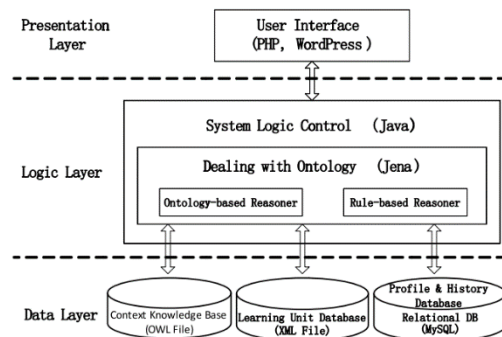 Presentation
Layer
User Interface
(PHP, WordPress )
System Logic Control (Java)
Logic Layer
Dealing with Ontology (Jena)
Ontology-based Reasoner
Rule-based Reasoner
Data Layer
Context Knowledge Base
(OWL File)
Learning Unit Database
(XML File)
Profile & History
Database
Relational DB
(MySQL)